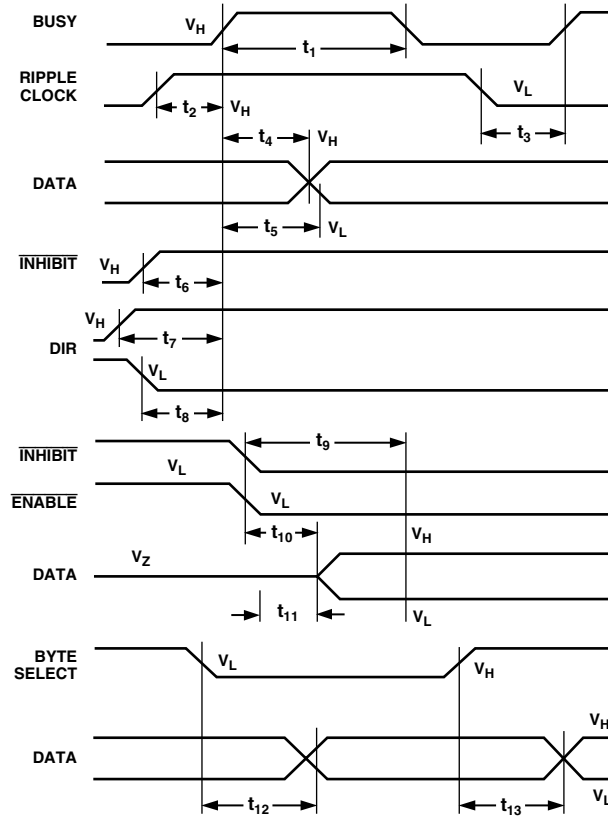 BUSY
V_H
t_1
RIPPLE
CLOCK
t_2
V_H
V_L
t_3
t_4
V_H
DATA
t_5
V_L
INHIBIT
V_H
t_6
V_H
DIR
t_7
V_L
t_8
INHIBIT
t_9
V_L
ENABLE
V_L
t_10
V_H
V_Z
DATA
t_11
V_L
BYTE
SELECT
V_L
V_H
DATA
V_H
V_L
t_12
t_13